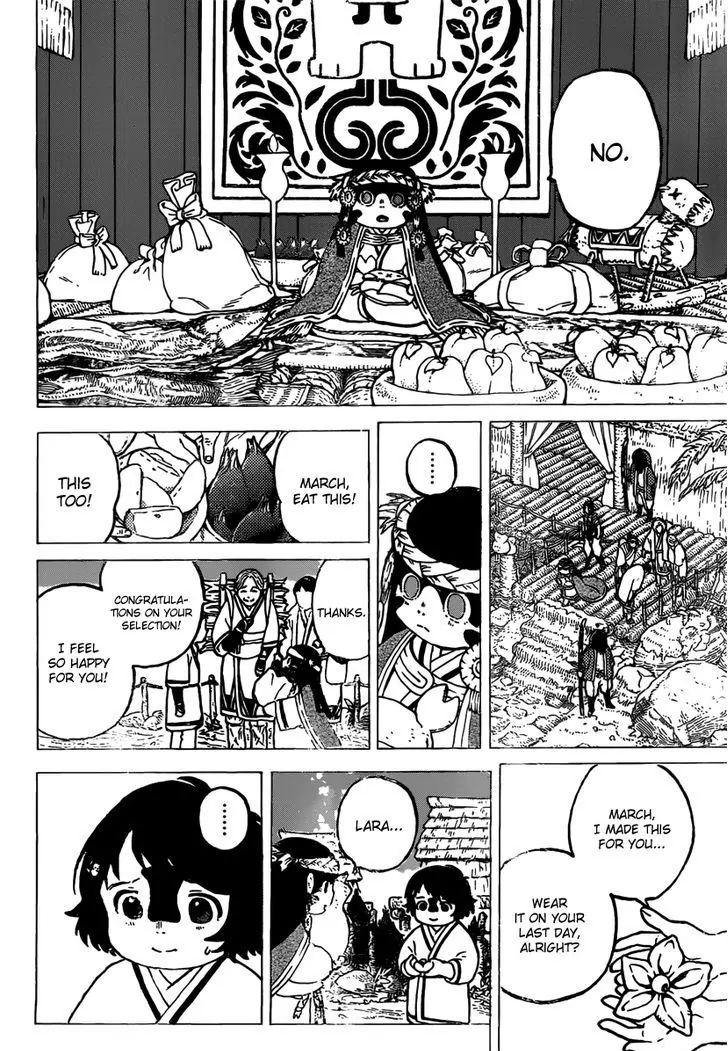 NO.
......
MARCH,
EAT THIS!
THIS
TOO!
THANKS.
CONGRATULA-
TIONS ON YOUR
SELECTION!
I FEEL
SO HAPPY
FOR YOU!
MARCH,
I MADE THIS
FOR YOU...
WEAR
IT ON YOUR
LAST DAY,
ALRIGHT?
LARA...
......